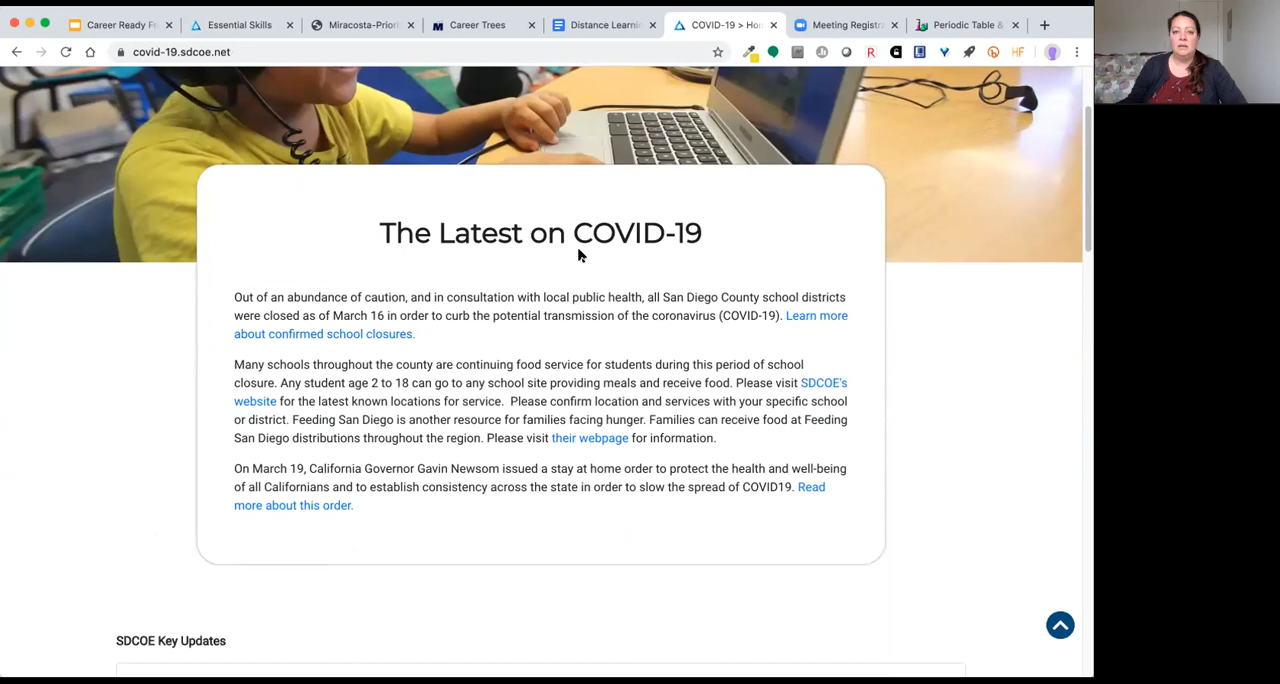 Career Ready F
Essential Skills
Miracosta-Prior
Career Trees
Distance Learnin
COVID-19 > Hom
Meeting Registra
Periodic Table &
covid-19.sdcoe.net
The Latest on COVID-19
Out of an abundance of caution, and in consultation with local public health, all San Diego County school districts
were closed as of March 16 in order to curb the potential transmission of the coronavirus (COVID-19). Learn more
about confirmed school closures.
Many schools throughout the county are continuing food service for students during this period of school
closure. Any student age 2 to 18 can go to any school site providing meals and receive food. Please visit SDCOE's
website for the latest known locations for service. Please confirm location and services with your specific school
or district. Feeding San Diego is another resource for families facing hunger. Families can receive food at Feeding
San Diego distributions throughout the region. Please visit their webpage for information.
On March 19, California Governor Gavin Newsom issued a stay at home order to protect the health and well-being
of all Californians and to establish consistency across the state in order to slow the spread of COVID19. Read
more about this order.
SDCOE Key Updates